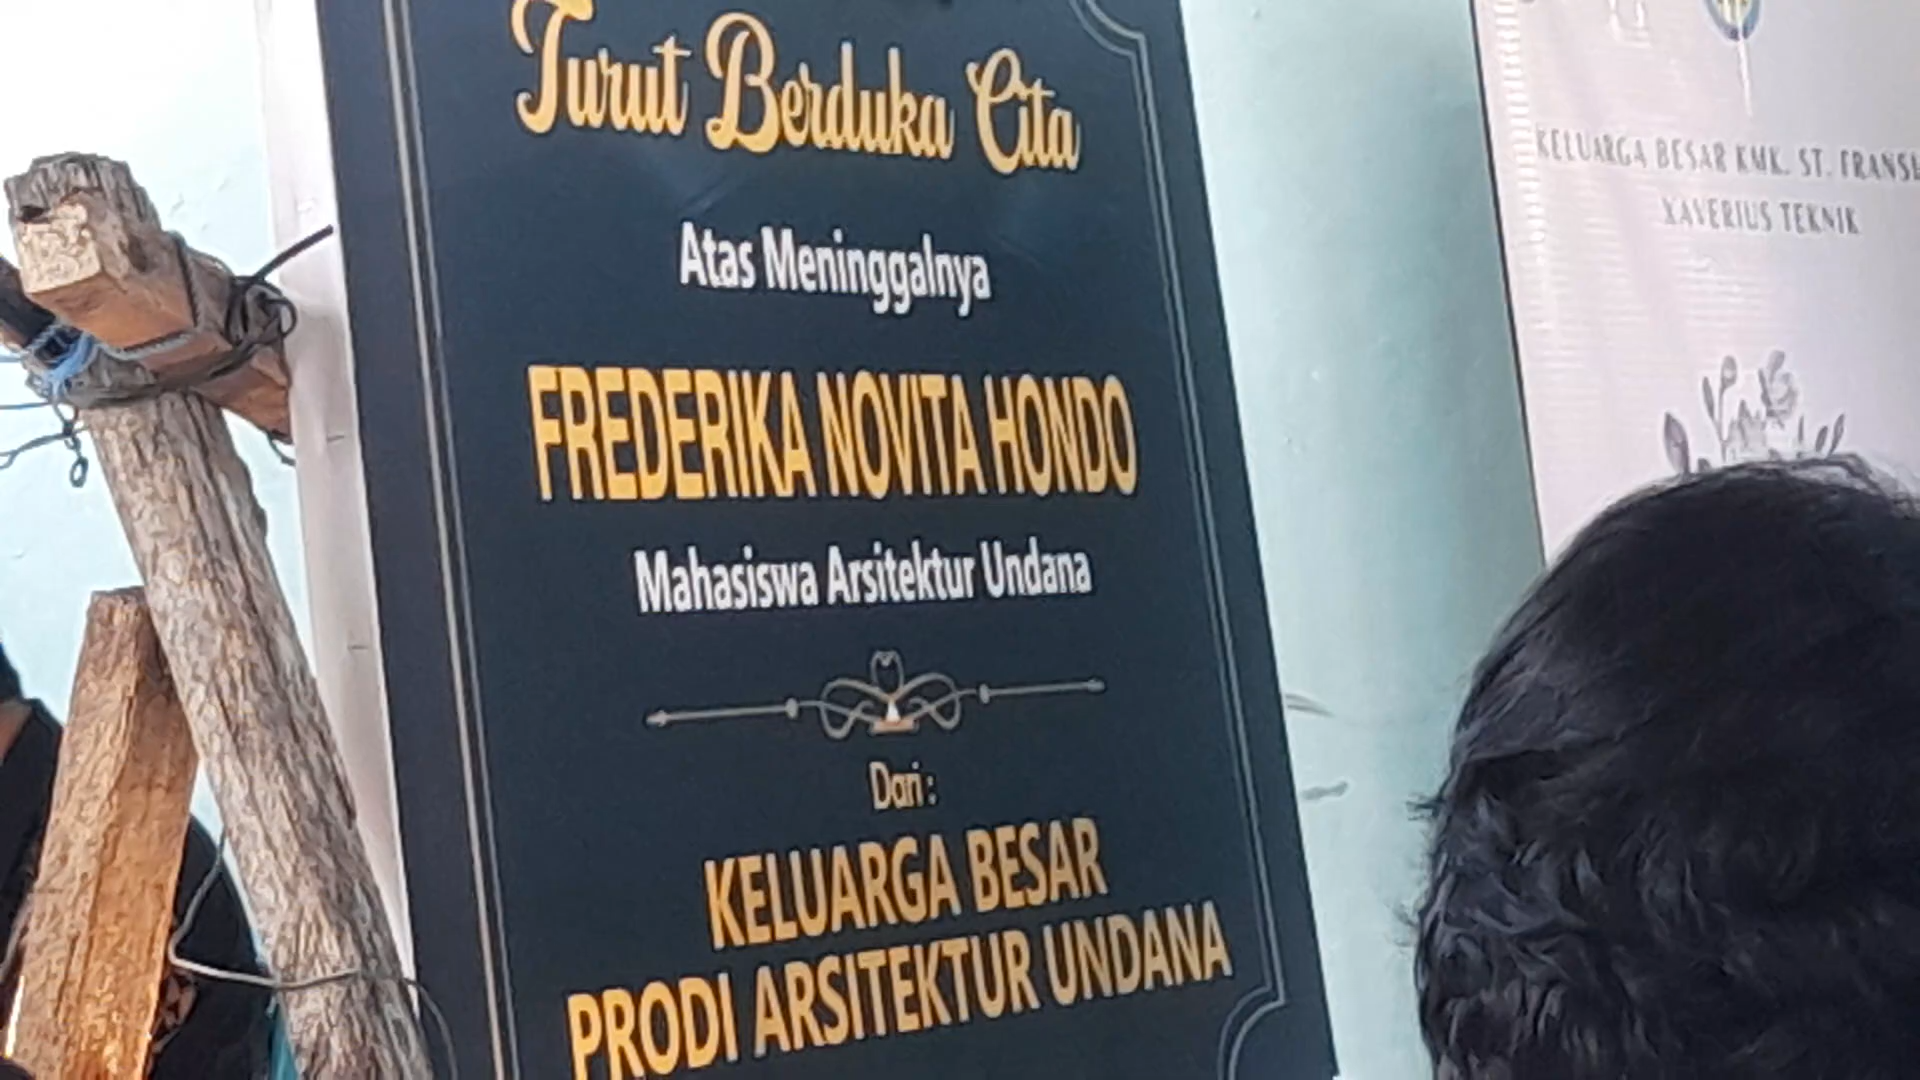 Turut Berduka Cita
Atas Meninggalnya
FREDERIKA NOVITA HONDO
Mahasiswa Arsitektur Undana
Dari :
KELUARGA BESAR
PRODI ARSITEKTUR UNDANA
KELUARGA BESAR KMK. ST. FRANSI
XAVERIUS TEKNIK